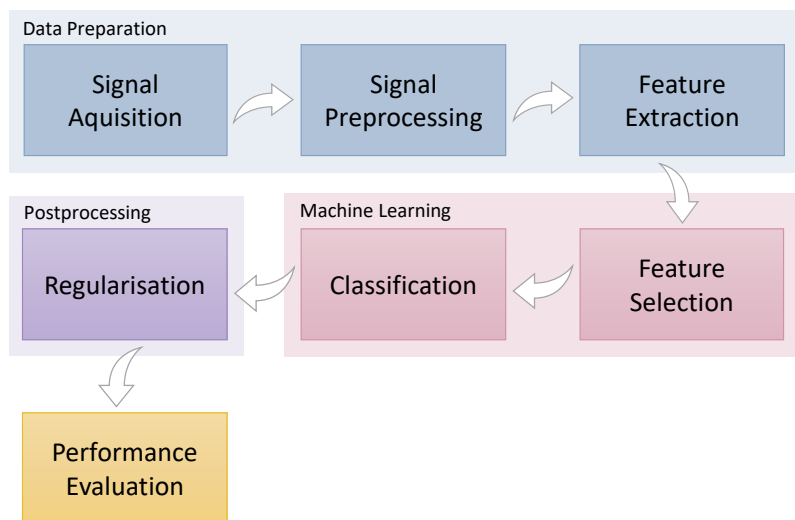 Data Preparation
Signal
Aquisition
Signal
Preprocessing
Feature
Extraction
Postprocessing
Machine Learning
Regularisation
Classification
Feature
Selection
Performance
Evaluation